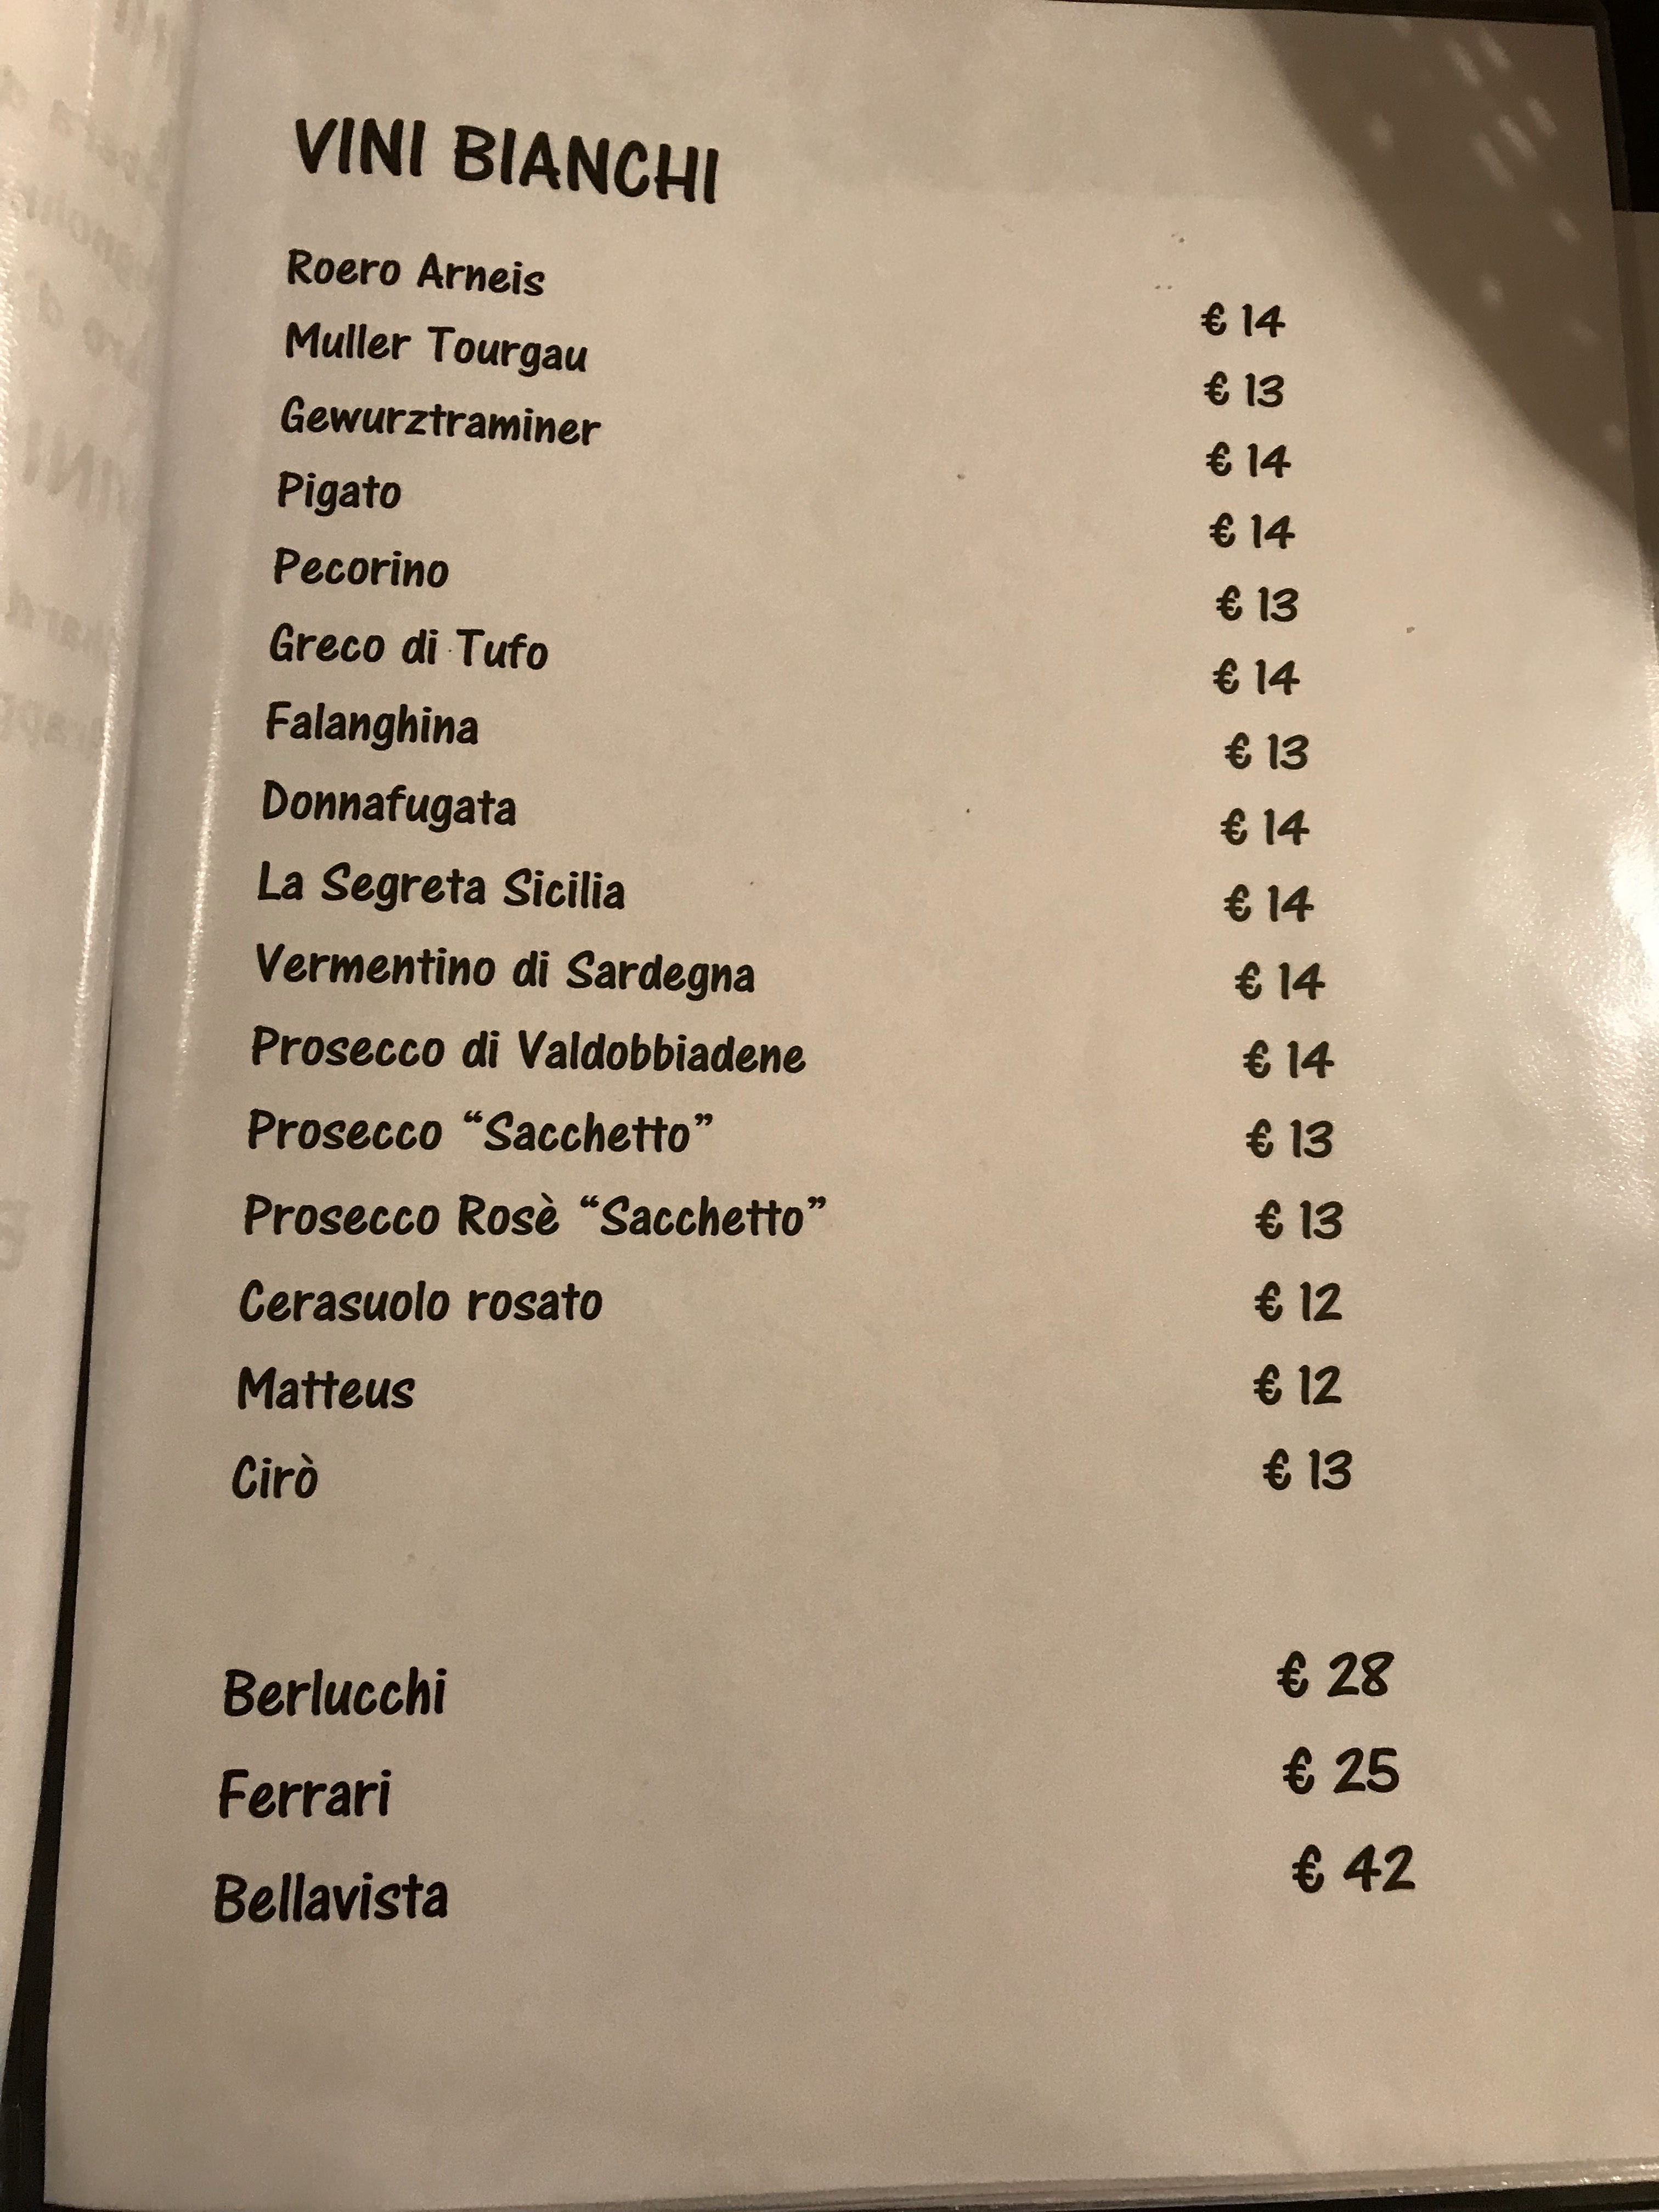 VINI BIANCHI
Roero Arneis € 14
Muller Tourgau € 13
Gewurztraminer € 14
Pigato € 14
Pecorino € 13
Greco di Tufo € 14
Falanghina € 13
Donnafugata € 14
La Segreta Sicilia € 14
Vermentino di Sardegna € 14
Prosecco di Valdobbiadene € 14
Prosecco “Sacchetto” € 13
Prosecco Rosè “Sacchetto” € 13
Cerasuolo rosato € 12
Matteus € 12
Cirò € 13
Berlucchi € 28
Ferrari € 25
Bellavista € 42